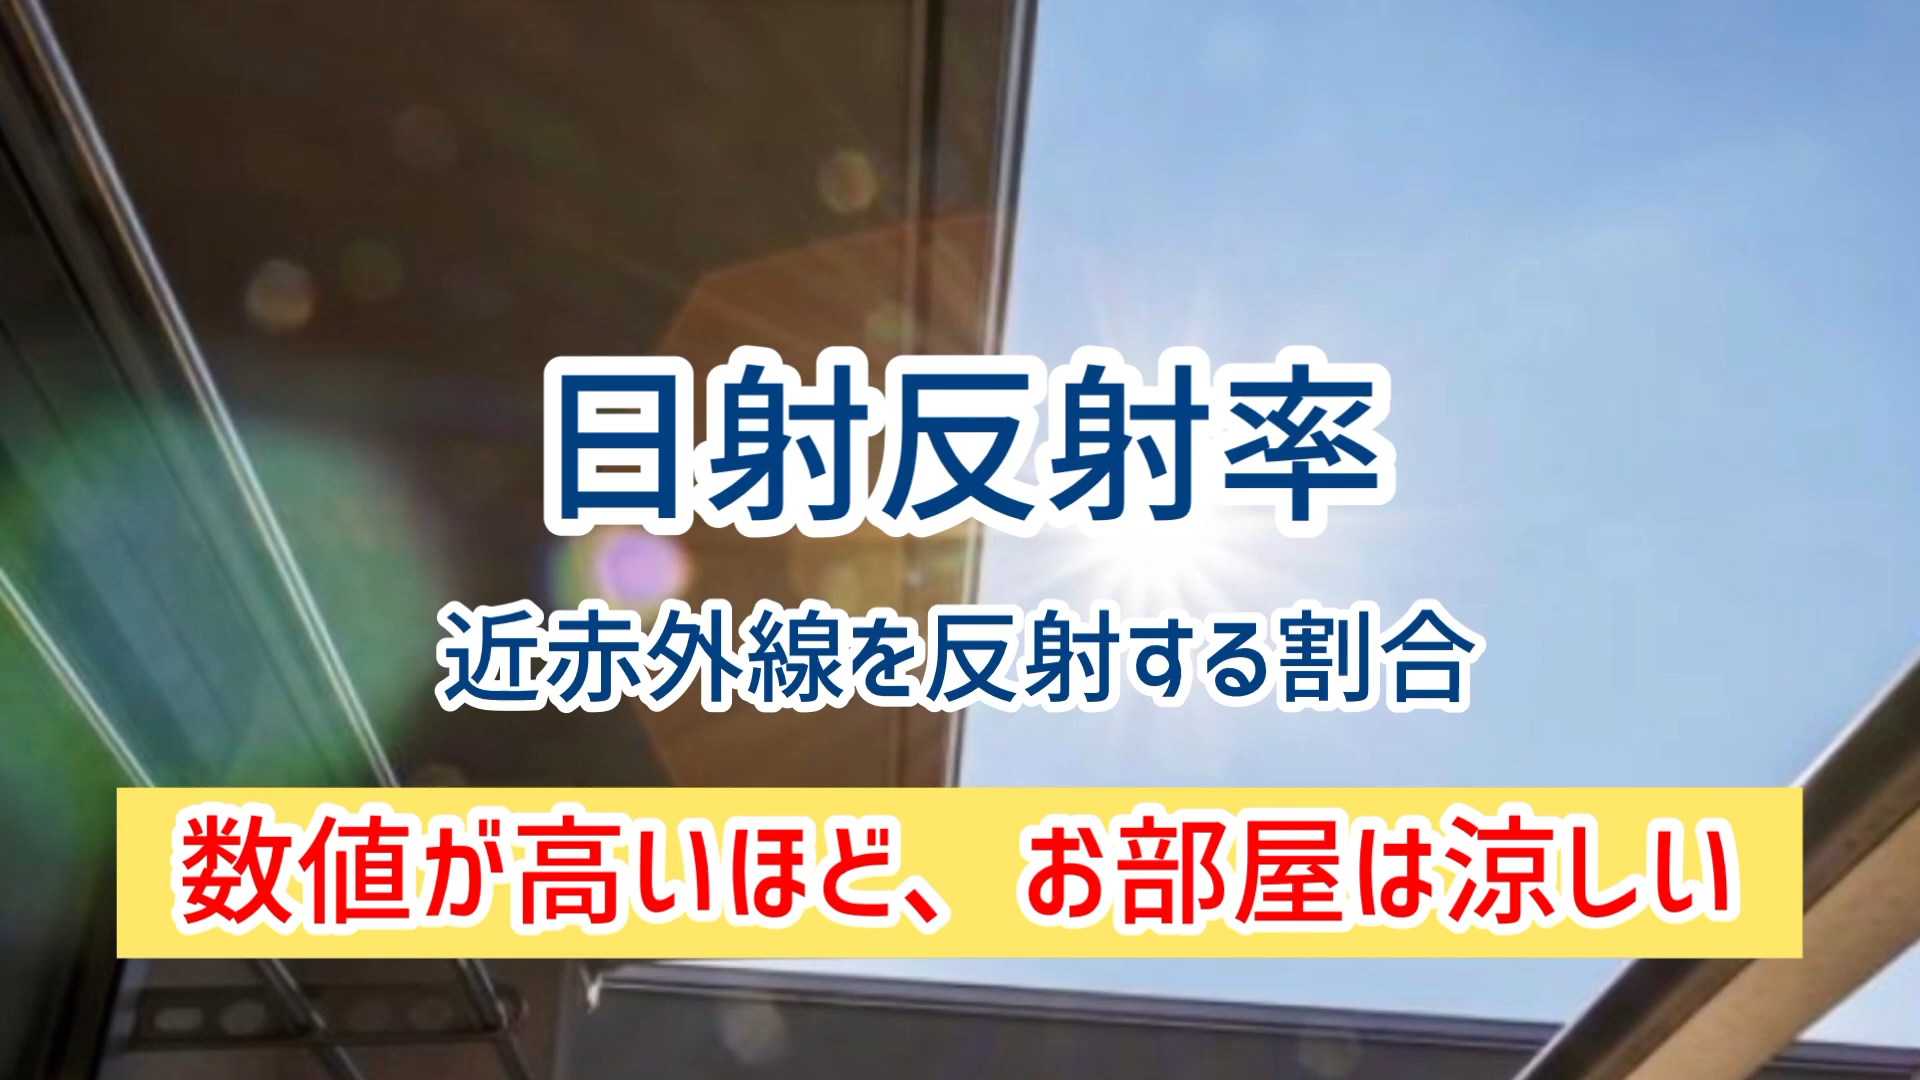 日射反射率
近赤外線を反射する割合
数値が高いほど、お部屋は涼しい